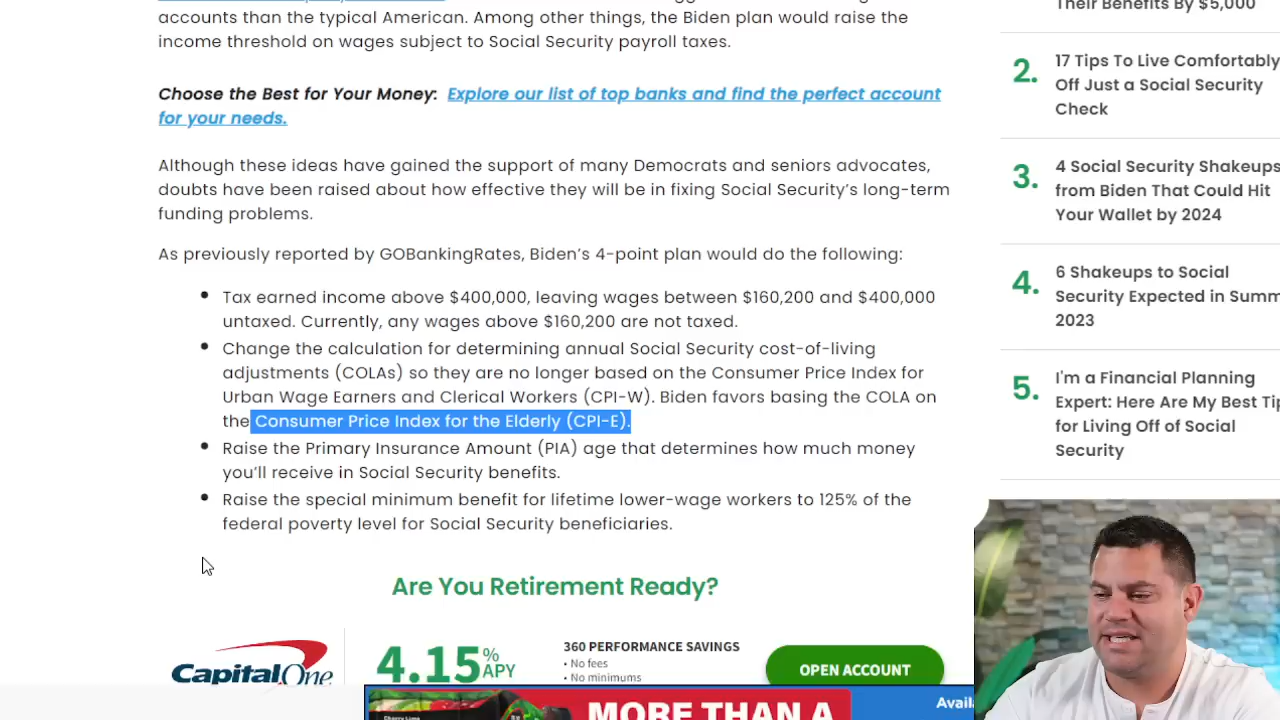 accounts than the typical American. Among other things, the Biden plan would raise the
income threshold on wages subject to Social Security payroll taxes.
Choose the Best for Your Money: Explore our list of top banks and find the perfect account
for your needs.
Although these ideas have gained the support of many Democrats and seniors advocates,
doubts have been raised about how effective they will be in fixing Social Security's long-term
funding problems.
As previously reported by GOBankingRates, Biden's 4-point plan would do the following:
• Tax earned income above $400,000, leaving wages between $160,200 and $400,000
untaxed. Currently, any wages above $160,200 are not taxed.
• Change the calculation for determining annual Social Security cost-of-living
adjustments (COLAs) so they are no longer based on the Consumer Price Index for
Urban Wage Earners and Clerical Workers (CPI-W). Biden favors basing the COLA on
the Consumer Price Index for the Elderly (CPI-E).
• Raise the Primary Insurance Amount (PIA) age that determines how much money
you'll receive in Social Security benefits.
• Raise the special minimum benefit for lifetime lower-wage workers to 125% of the
federal poverty level for Social Security beneficiaries.
Are You Retirement Ready?
Capital One
4.15% APY
360 PERFORMANCE SAVINGS
• No fees
• No minimums
OPEN ACCOUNT
MORE THAN A
Their Benefits By $5,000
2. 17 Tips To Live Comfortably
Off Just a Social Security
Check
3. 4 Social Security Shakeups
from Biden That Could Hit
Your Wallet by 2024
4. 6 Shakeups to Social
Security Expected in Summ
2023
5. I'm a Financial Planning
Expert: Here Are My Best Tip
for Living Off of Social
Security